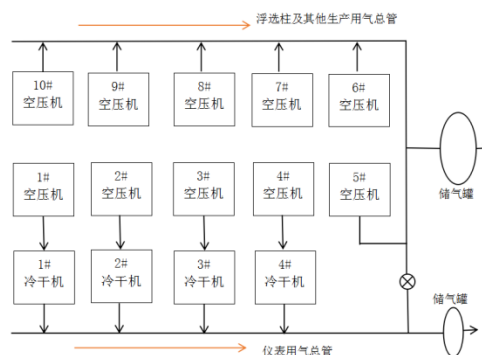 浮选柱及其他生产用气总管
10#
空压机
9#
空压机
8#
空压机
7#
空压机
6#
空压机
1#
空压机
2#
空压机
3#
空压机
4#
空压机
5#
空压机
储气罐
1#
冷干机
2#
冷干机
3#
冷干机
4#
冷干机
储气罐
仪表用气总管